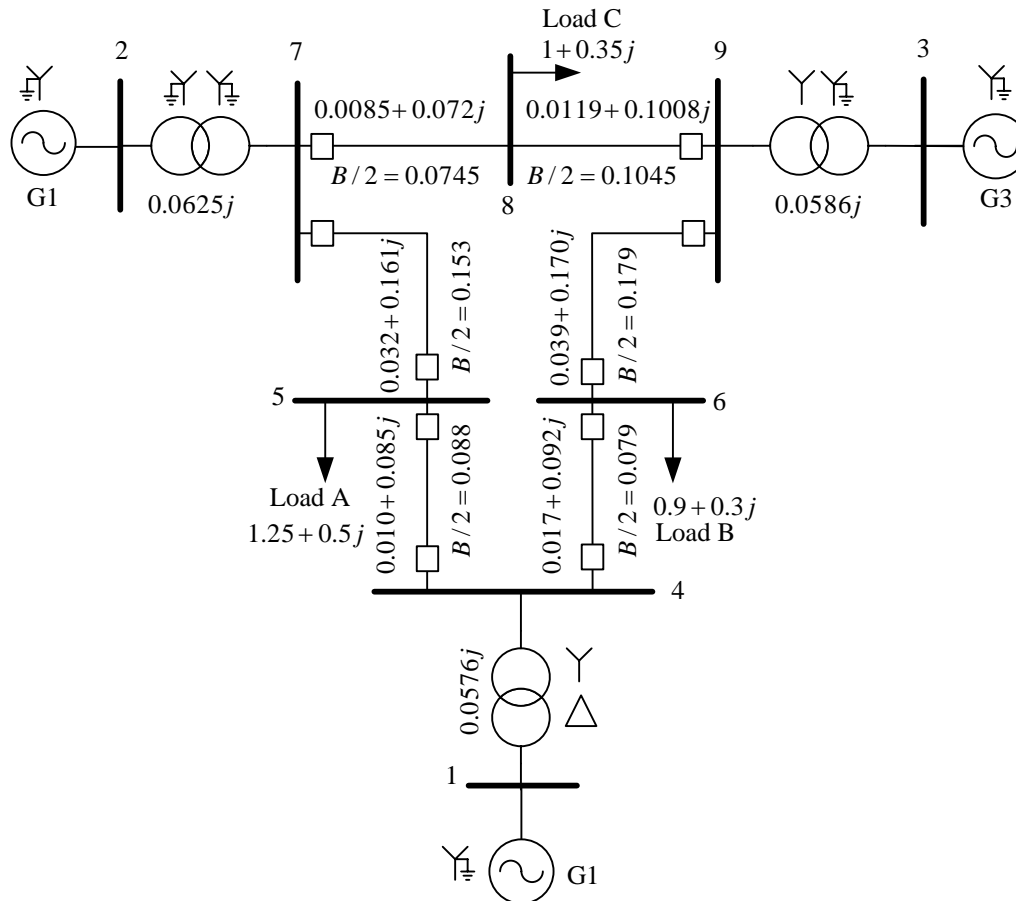 Load C
1+0.35j
2
7
9
3
0.0085+0.072j
0.0119+0.1008j
B/2=0.0745
B/2=0.1045
G1
0.0625j
8
0.0586j
G3
0.032+0.161j
B/2=0.153
0.039+0.170j
B/2=0.179
5
6
Load A
1.25+0.5j
0.010+0.085j
B/2=0.088
0.017+0.092j
B/2=0.079
0.9+0.3j
Load B
4
0.0576j
1
G1